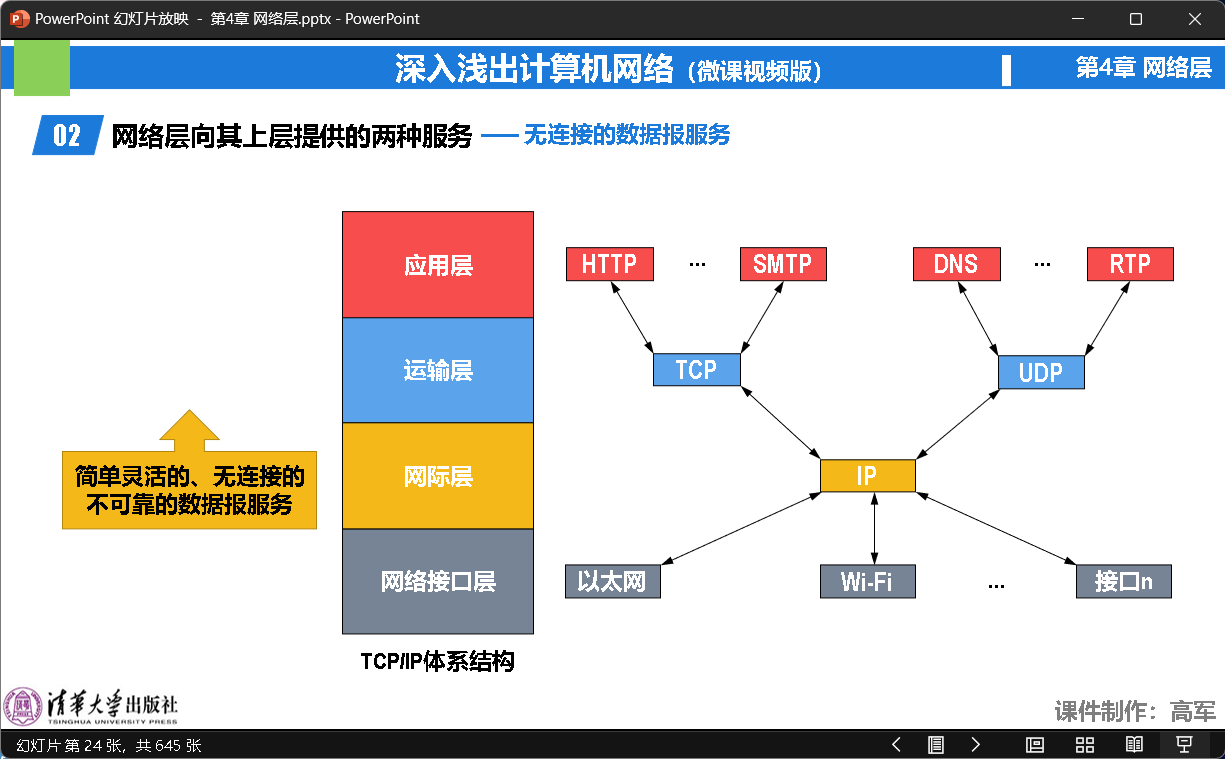 PowerPoint 幻灯片放映 - 第4章 网络层.pptx - PowerPoint
深入浅出计算机网络（微课视频版）
第4章 网络层
02 网络层向其上层提供的两种服务 —— 无连接的数据报服务
应用层
HTTP ... SMTP DNS ... RTP
运输层
TCP UDP
简单灵活的、无连接的
不可靠的数据报服务
网际层
IP
网络接口层
以太网 Wi-Fi ... 接口n
TCP/IP体系结构
清华大学出版社
TSINGHUA UNIVERSITY PRESS
课件制作：高军
幻灯片 第 24 张，共 645 张